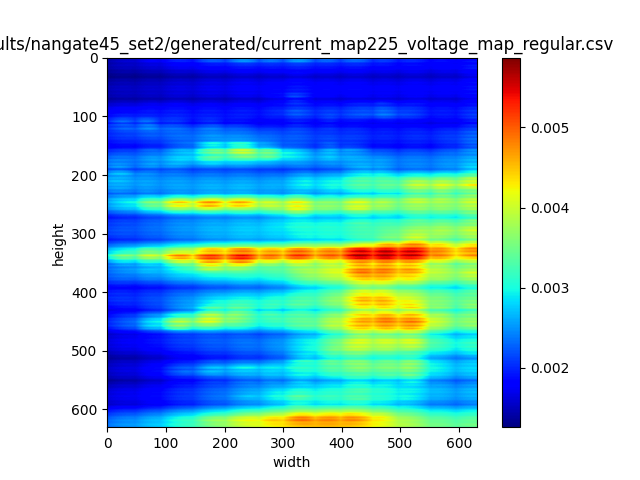 ults/nangate45_set2/generated/current_map225_voltage_map_regular.csv
0
100
200
300
400
500
600
height
0 100 200 300 400 500 600
width
0.005
0.004
0.003
0.002